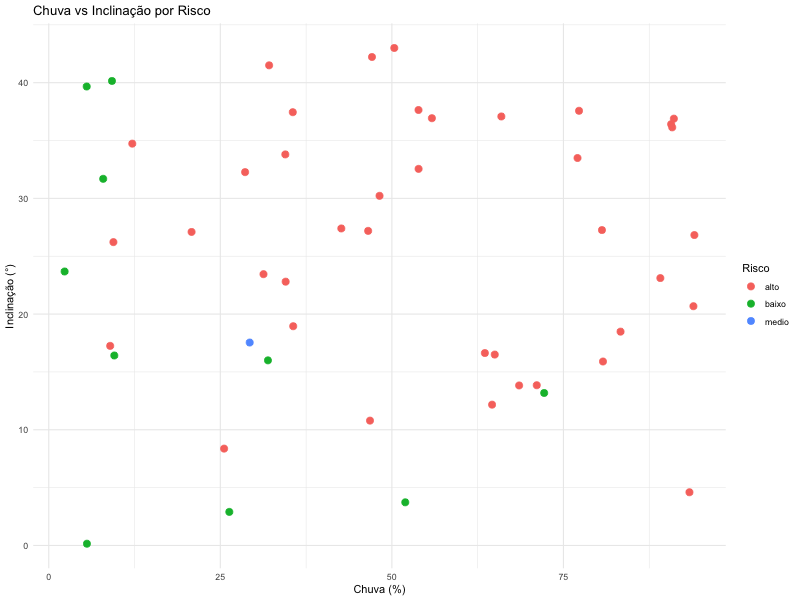 Chuva vs Inclinação por Risco
Inclinação (°)
40
30
20
10
0
0 25 50 75
Chuva (%)
Risco
alto
baixo
medio